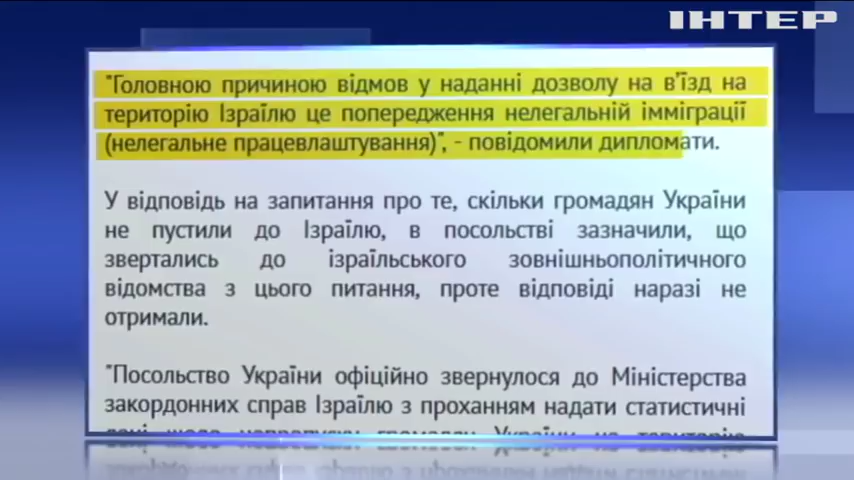 ІНТЕР
"Головною причиною відмов у наданні дозволу на в'їзд на
територію Ізраїлю це попередження нелегальній імміграції
(нелегальне працевлаштування)", - повідомили дипломати.
У відповідь на запитання про те, скільки громадян України
не пустили до Ізраїлю, в посольстві зазначили, що
звертались до ізраїльського зовнішньополітичного
відомства з цього питання, проте відповіді наразі не
отримали.
"Посольство України офіційно звернулося до Міністерства
закордонних справ Ізраїлю з проханням надати статистичні